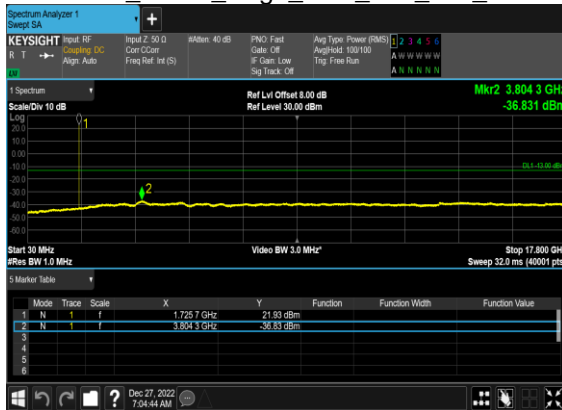 Spectrum Analyzer 1
Swept SA
+
KEYSIGHT Input: RF Input Z: 50 Ω #Atten: 40 dB PNO: Fast Avg Type: Power (RMS) 1 2 3 4 5 6
R T Coupling: DC Corr CCorr Gate: Off Avg|Hold: 100/100 A W W W W W
Align: Auto Freq Ref: Int (S) IF Gain: Low Trig: Free Run
LXI Sig Track: Off A N N N N N
1 Spectrum Ref Lvl Offset 8.00 dB Mkr2 3.804 3 GHz
Scale/Div 10 dB Ref Level 30.00 dBm -36.831 dBm
Log
20.0
10.0
0.00
-10.0
DL1 -13.00 dBm
-20.0
-30.0
-40.0
-50.0
-60.0
1
2
Start 30 MHz Video BW 3.0 MHz* Stop 17.800 GHz
#Res BW 1.0 MHz Sweep 32.0 ms (40001 pts)
5 Marker Table
Mode Trace Scale X Y Function Function Width Function Value
1 N 1 f 1.725 7 GHz 21.93 dBm
2 N 1 f 3.804 3 GHz -36.83 dBm
3
4
5
6
? Dec 27, 2022
7:04:44 AM